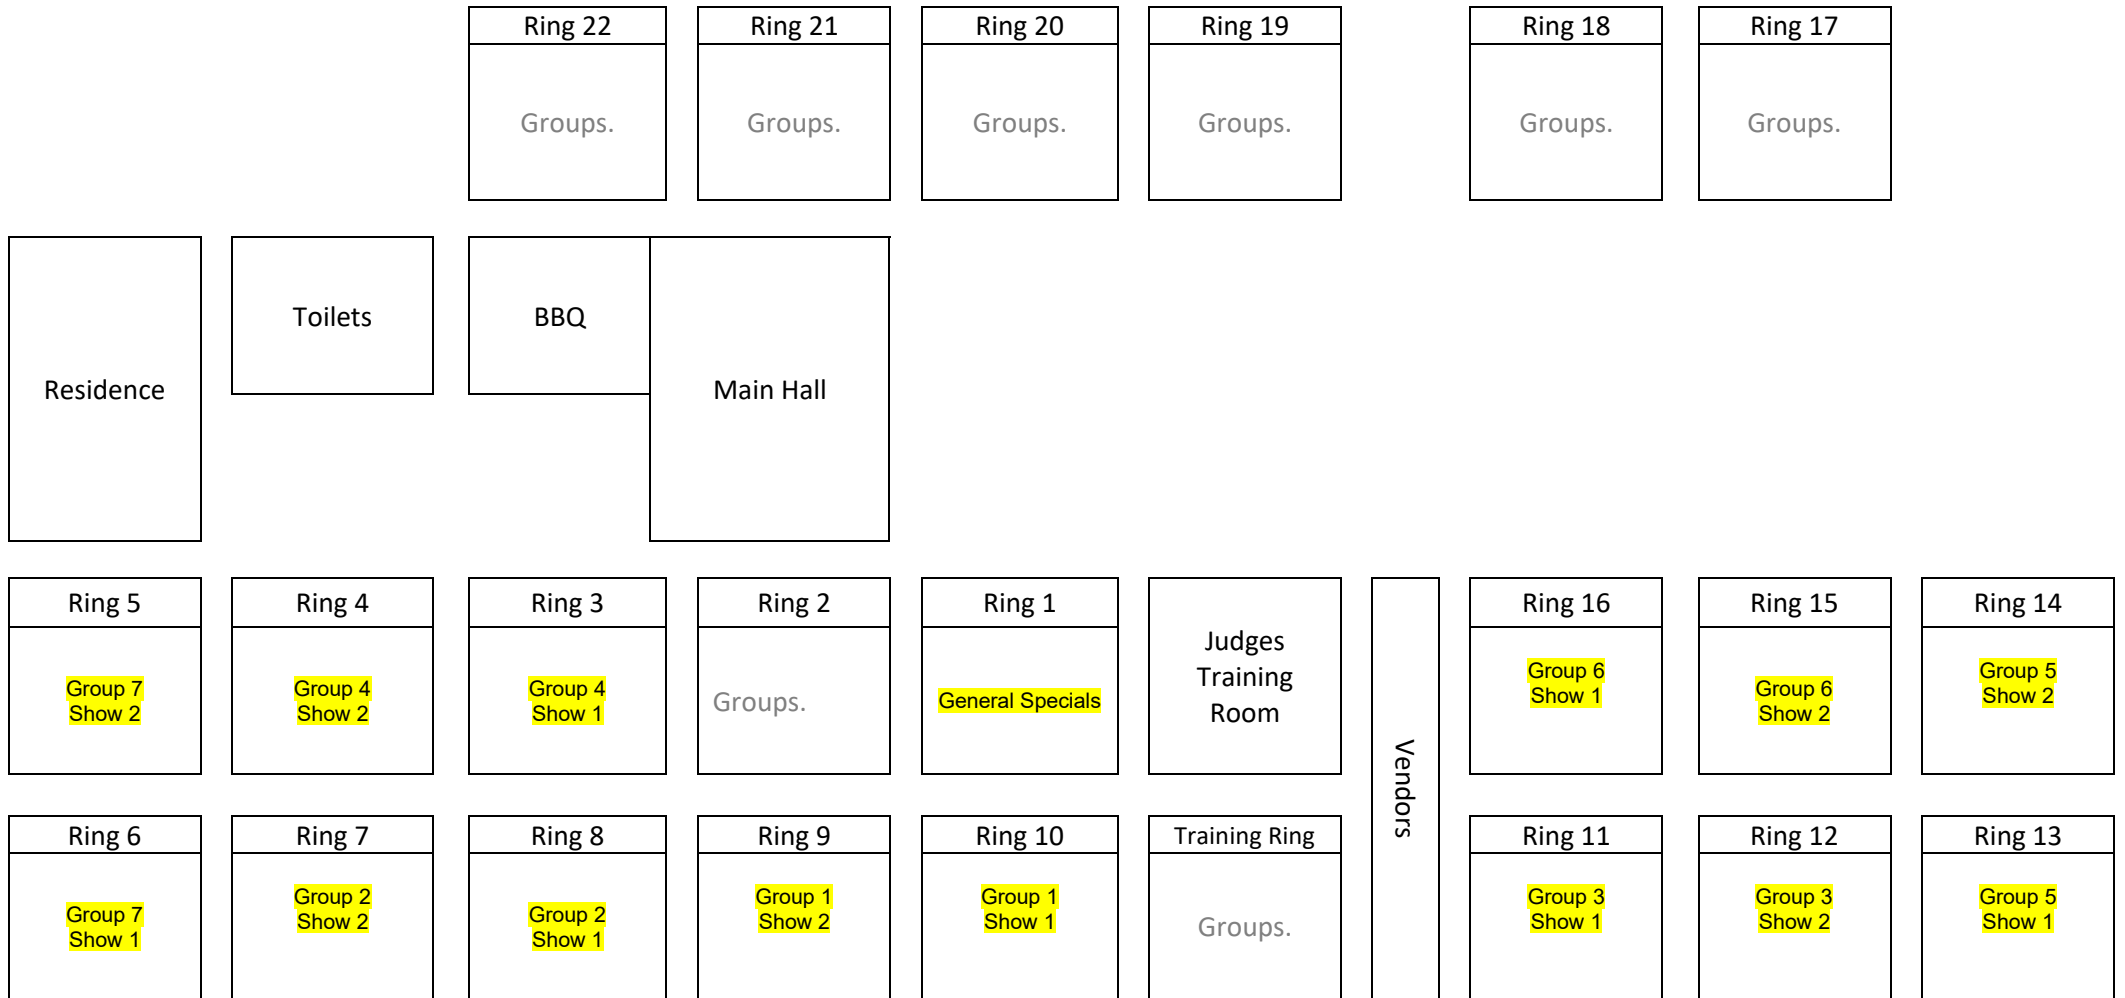 Ring 22
Ring 21
Ring 20
Ring 19
Ring 18
Ring 17
Groups.
Groups.
Groups.
Groups.
Groups.
Groups.
Residence
Toilets
BBQ
Main Hall
Ring 5
Ring 4
Ring 3
Ring 2
Ring 1
Judges
Training
Room
Vendors
Ring 16
Ring 15
Ring 14
Group 7
Show 2
Group 4
Show 2
Group 4
Show 1
Groups.
General Specials
Group 6
Show 1
Group 6
Show 2
Group 5
Show 2
Ring 6
Ring 7
Ring 8
Ring 9
Ring 10
Training Ring
Ring 11
Ring 12
Ring 13
Group 7
Show 1
Group 2
Show 2
Group 2
Show 1
Group 1
Show 2
Group 1
Show 1
Groups.
Group 3
Show 1
Group 3
Show 2
Group 5
Show 1